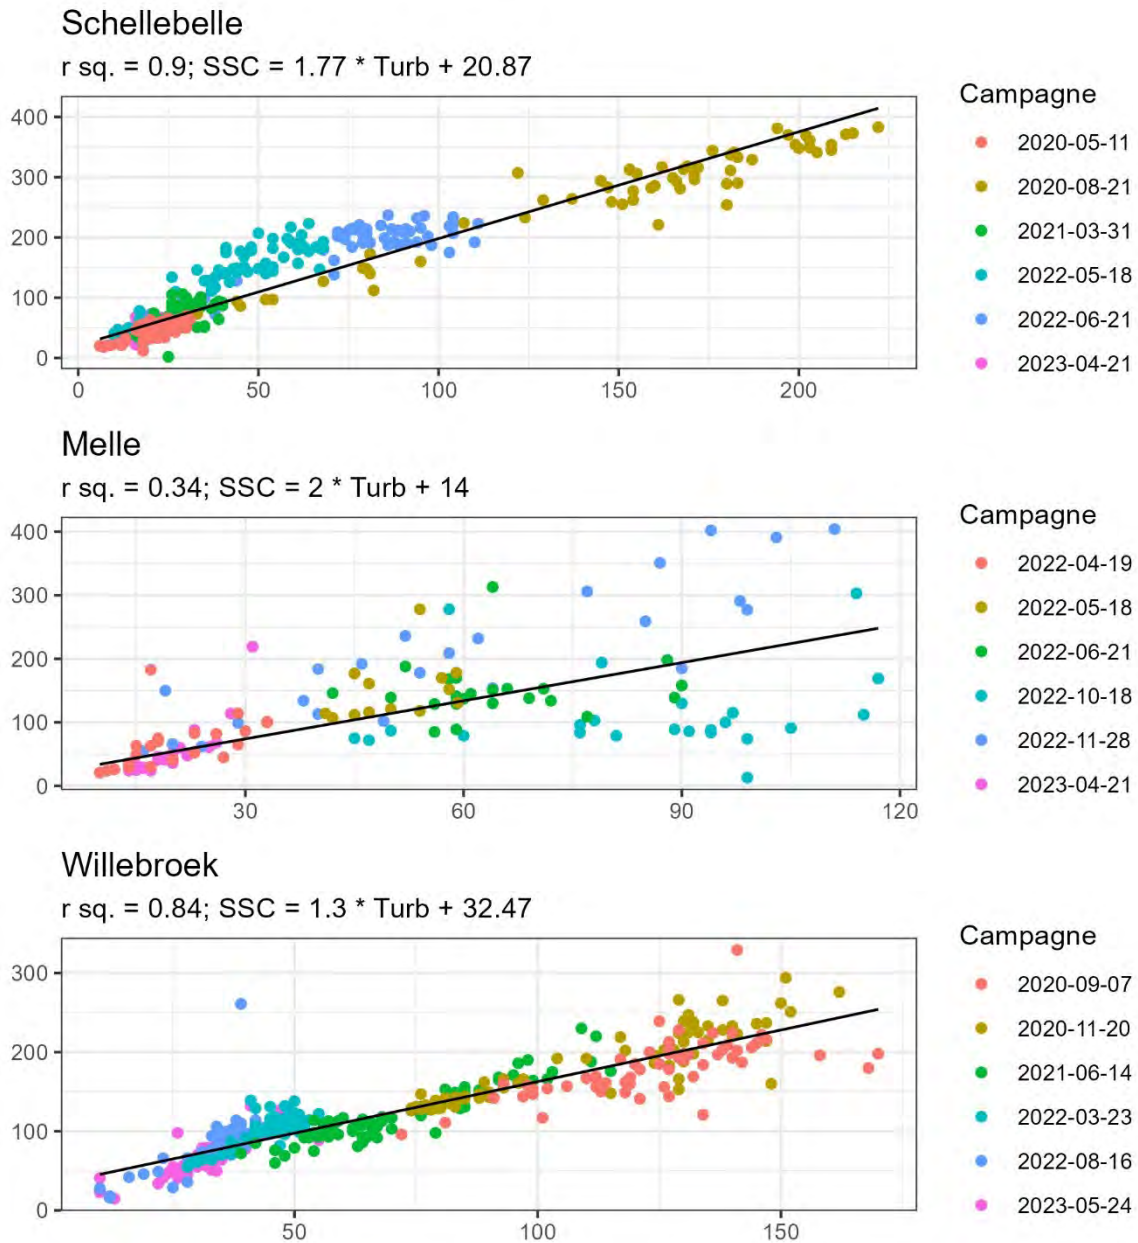 Schellebelle
r sq. = 0.9; SSC = 1.77 * Turb + 20.87
400
300
200
100
0
0 50 100 150 200
Campagne
2020-05-11
2020-08-21
2021-03-31
2022-05-18
2022-06-21
2023-04-21
Melle
r sq. = 0.34; SSC = 2 * Turb + 14
400
300
200
100
0
30 60 90 120
Campagne
2022-04-19
2022-05-18
2022-06-21
2022-10-18
2022-11-28
2023-04-21
Willebroek
r sq. = 0.84; SSC = 1.3 * Turb + 32.47
300
200
100
0
50 100 150
Campagne
2020-09-07
2020-11-20
2021-06-14
2022-03-23
2022-08-16
2023-05-24